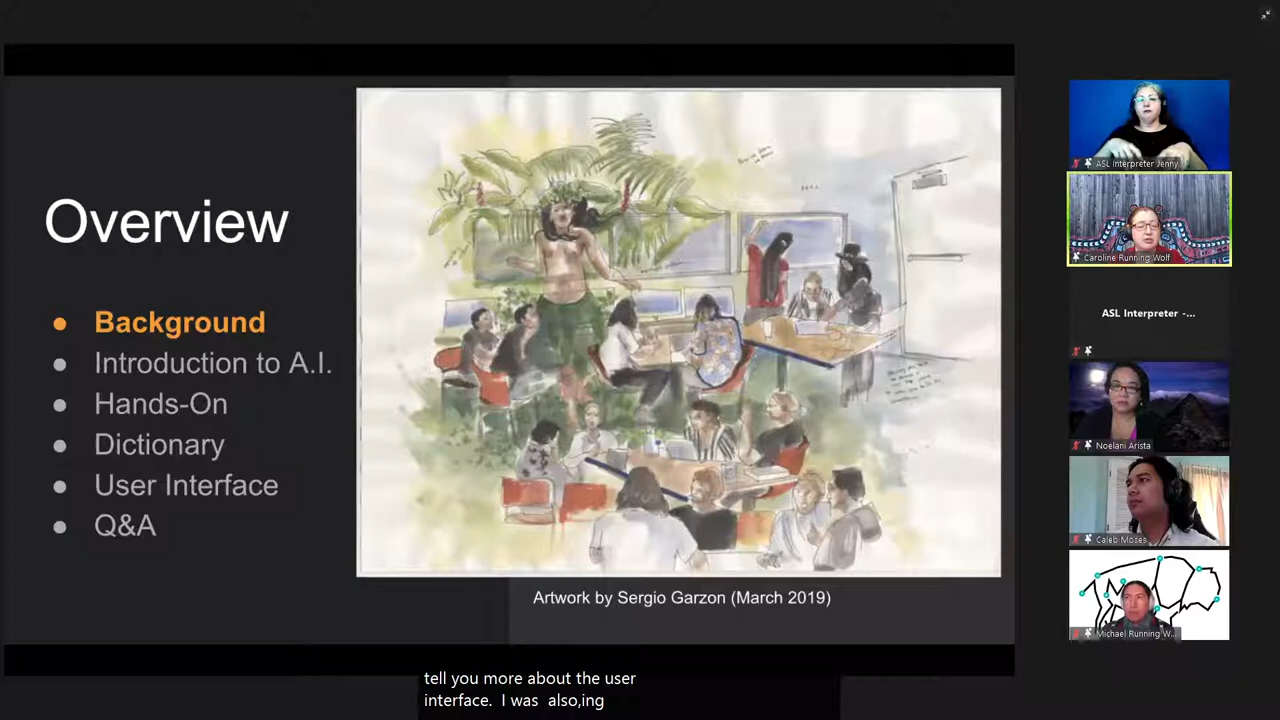 Overview
Background
Introduction to A.I.
Hands-On
Dictionary
User Interface
Q&A
Artwork by Sergio Garzon (March 2019)
tell you more about the user
interface. I was also,ing
ASL Interpreter Jenny
Caroline Running Wolf
ASL Interpreter -...
Noelani Arista
Caleb Moses
Michael Running W...